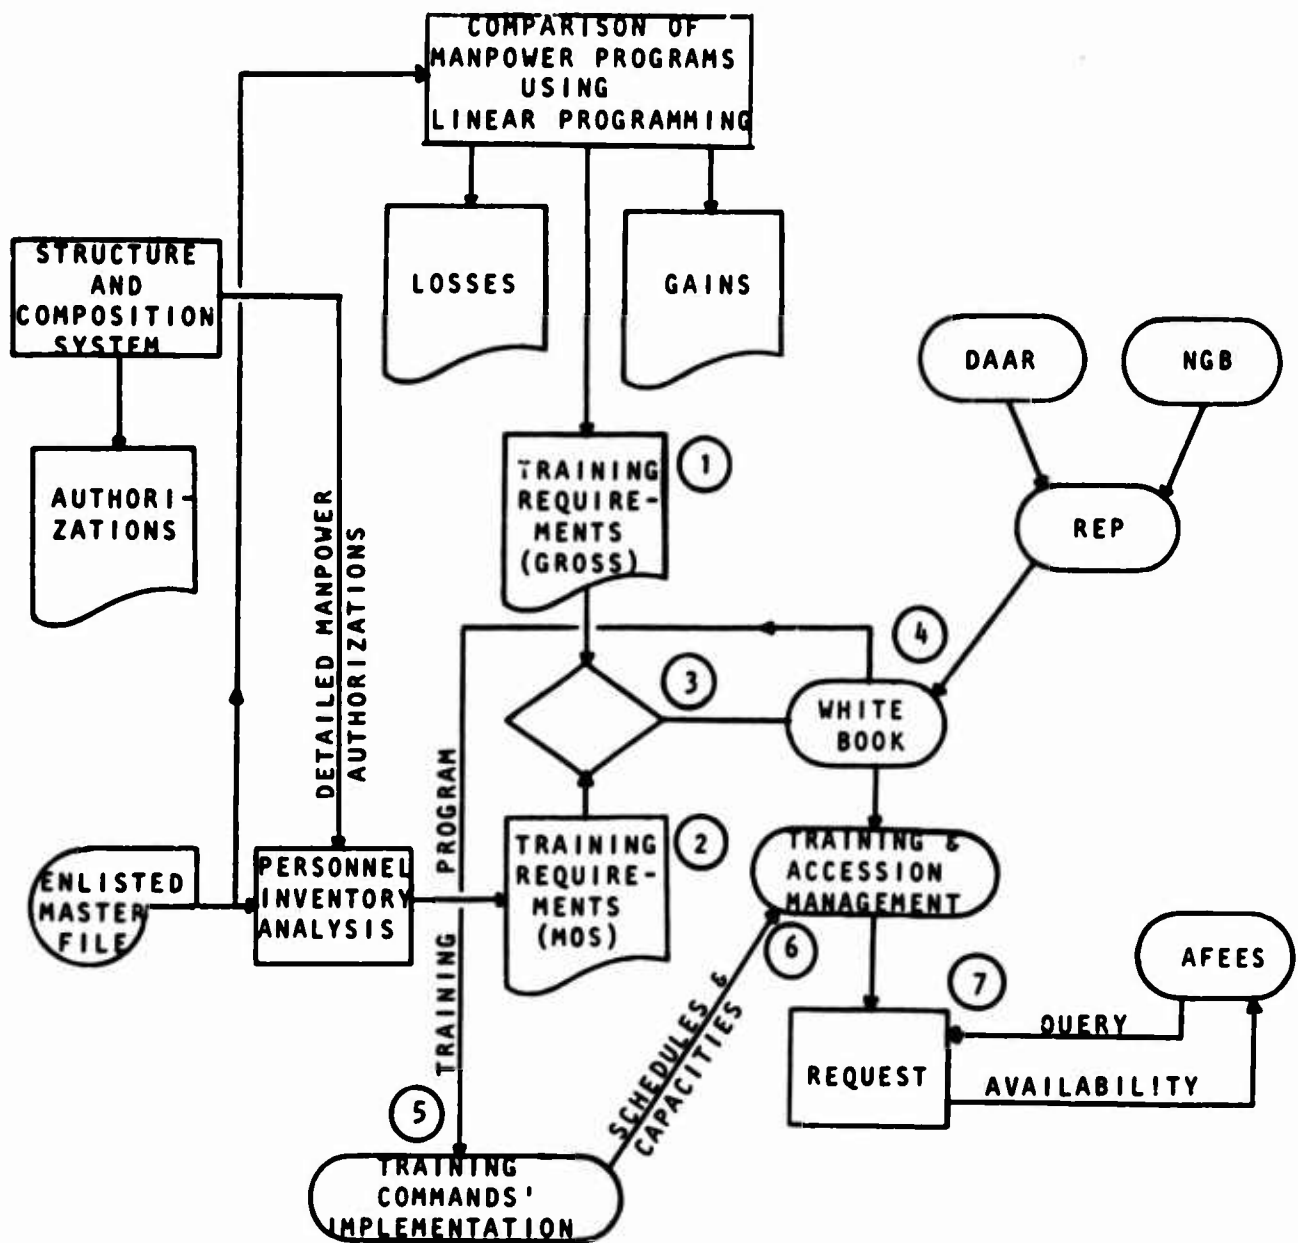 COMPARISON OF
MANPOWER PROGRAMS
USING
LINEAR PROGRAMMING
STRUCTURE
AND
COMPOSITION
SYSTEM
LOSSES
GAINS
DAAR
NGB
AUTHORI-
ZATIONS
TRAINING
REQUIRE-
MENTS
(GROSS)
1
REP
DETAILED MANPOWER
AUTHORIZATIONS
4
3
WHITE
BOOK
TRAINING PROGRAM
ENLISTED
MASTER
FILE
PERSONNEL
INVENTORY
ANALYSIS
TRAINING
REQUIRE-
MENTS
(MOS)
2
TRAINING &
ACCESSION
MANAGEMENT
6
SCHEDULES &
CAPACITIES
7
AFEES
QUERY
REQUEST
AVAILABILITY
5
TRAINING
COMMANDS'
IMPLEMENTATION